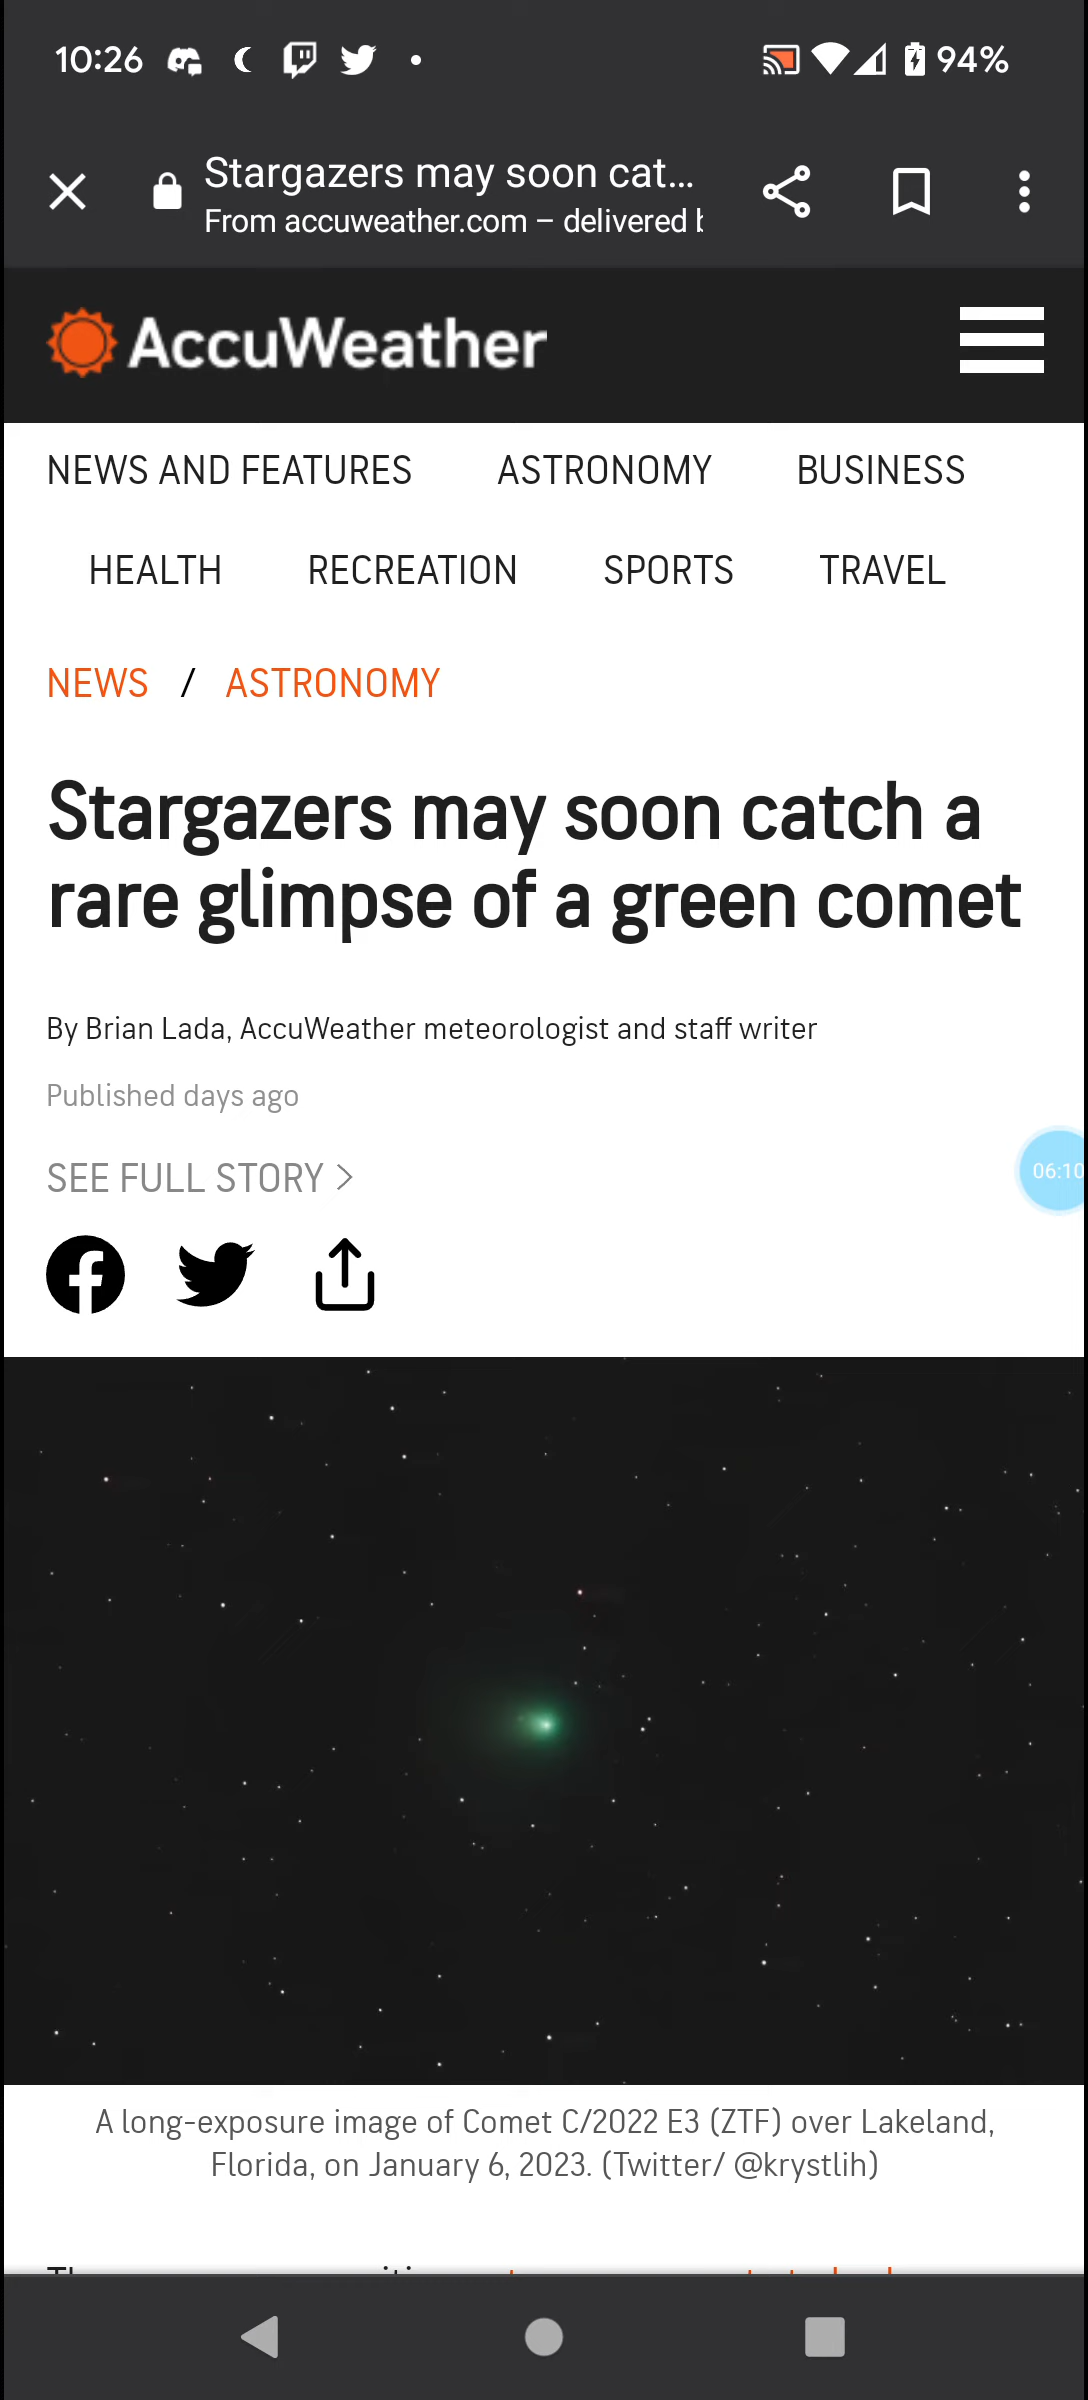 10:26
94%
Stargazers may soon cat...
From accuweather.com – delivered
AccuWeather
NEWS AND FEATURES ASTRONOMY BUSINESS
HEALTH RECREATION SPORTS TRAVEL
NEWS / ASTRONOMY
Stargazers may soon catch a
rare glimpse of a green comet
By Brian Lada, AccuWeather meteorologist and staff writer
Published days ago
06:10
SEE FULL STORY >
A long-exposure image of Comet C/2022 E3 (ZTF) over Lakeland,
Florida, on January 6, 2023. (Twitter/ @krystlih)